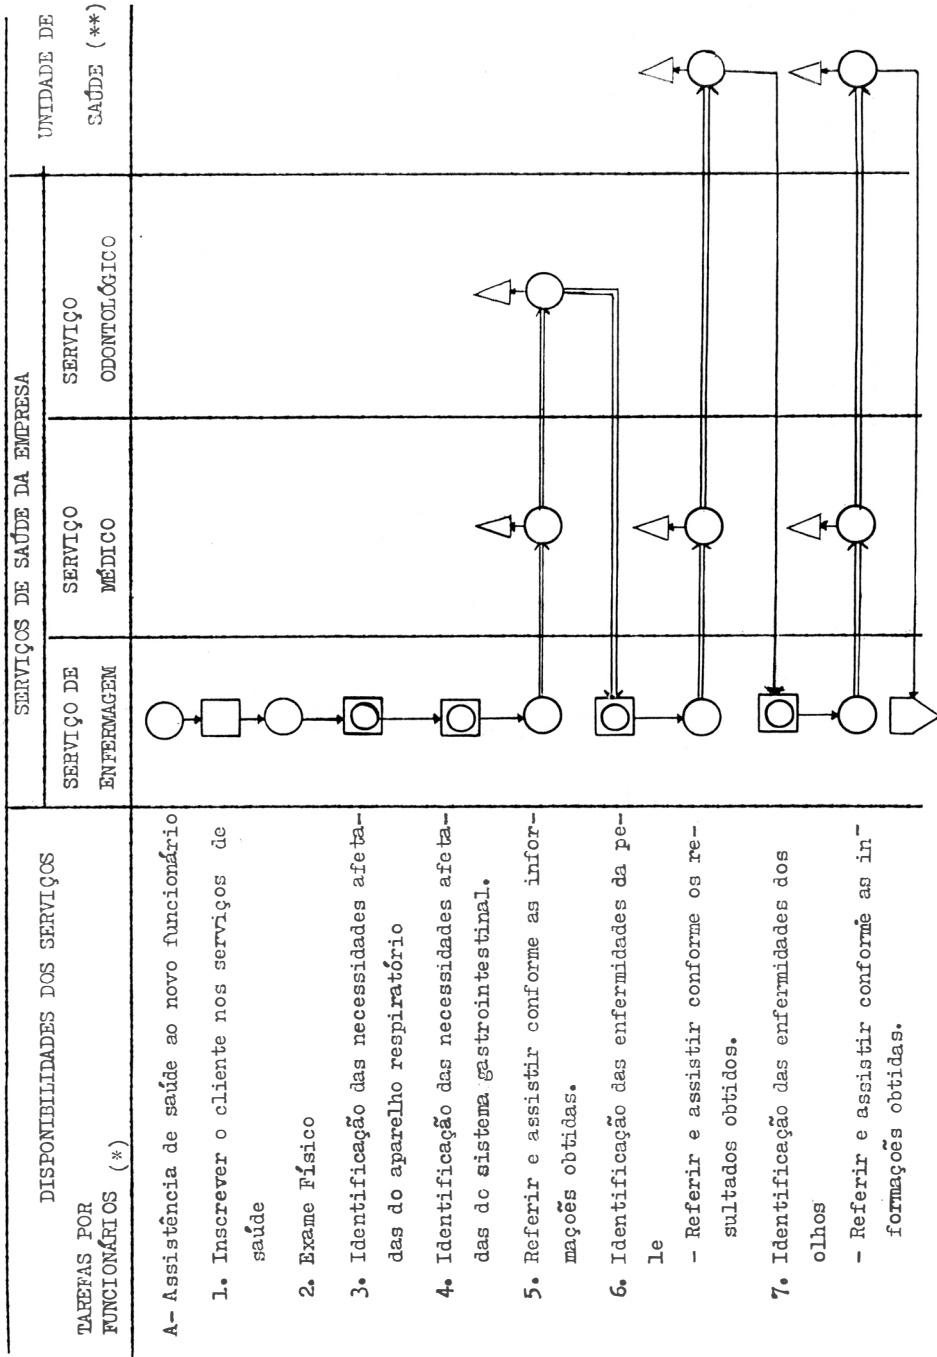 DISPONIBILIDADES DOS SERVIÇOS
TAREFAS POR
FUNCIONÁRIOS (*)
SERVIÇOS DE SAÚDE DA EMPRESA
SERVIÇO DE
ENFERMAGEM
SERVIÇO
MÉDICO
SERVIÇO
ODONTOLÓGICO
UNIDADE DE
SAÚDE (**)
A- Assistência de saúde ao novo funcionário
1. Inscrever o cliente nos serviços de
saúde
2. Exame Físico
3. Identificação das necessidades afeta-
das do aparelho respiratório
4. Identificação das necessidades afeta-
das do sistema gastrointestinal.
5. Referir e assistir conforme as infor-
mações obtidas.
6. Identificação das enfermidades da pe-
le
- Referir e assistir conforme os re-
sultados obtidos.
7. Identificação das enfermidades dos
olhos
- Referir e assistir conforme as in-
formações obtidas.